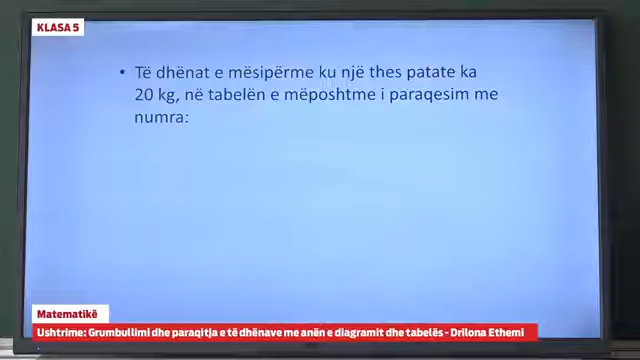 KLASA 5
• Të dhënat e mësipërme ku një thes patate ka
20 kg, në tabelën e mëposhtme i paraqesim me
numra:
Matematikë
Ushtrime: Grumbullimi dhe paraqitja e të dhënave me anën e diagramit dhe tabelës - Drilona Ethemi